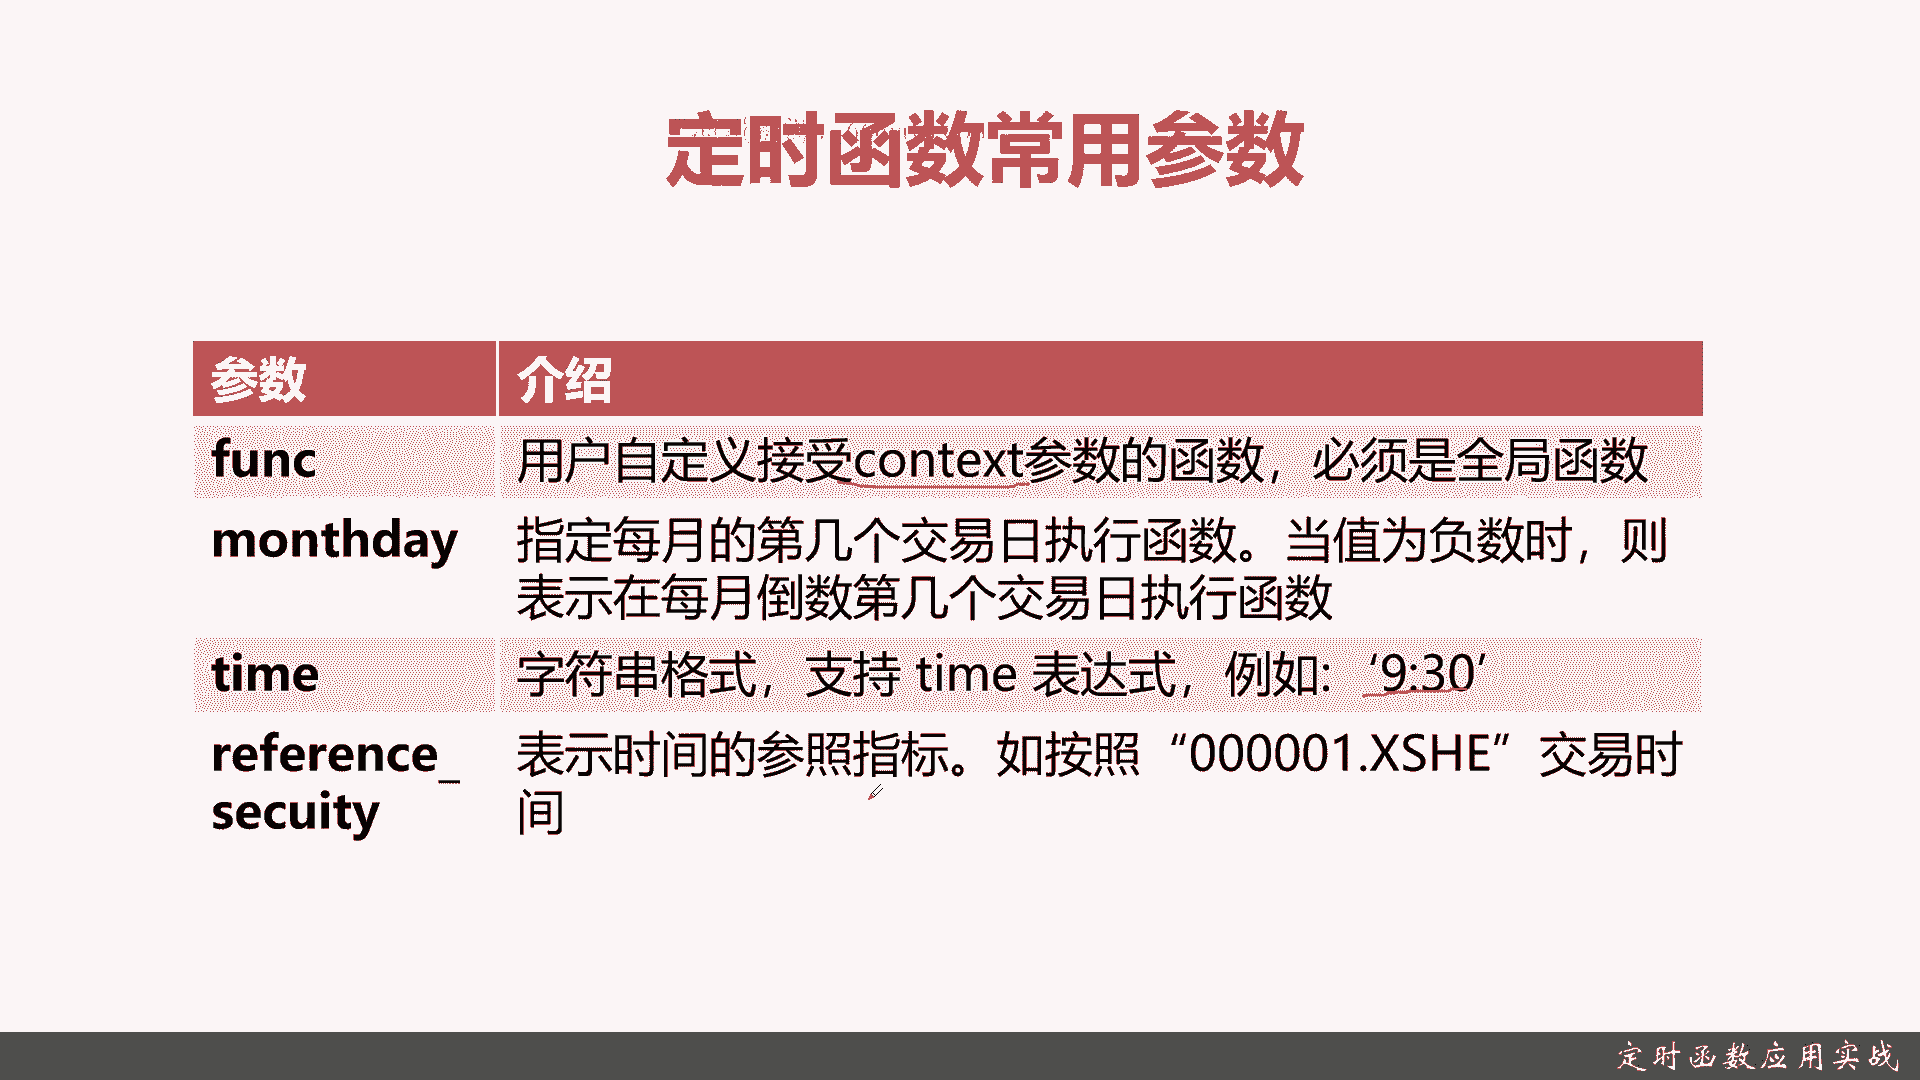 定时函数常用参数
参数 介绍
func 用户自定义接受context参数的函数，必须是全局函数
monthday 指定每月的第几个交易日执行函数。当值为负数时，则
表示在每月倒数第几个交易日执行函数
time 字符串格式，支持 time 表达式，例如：‘9:30’
reference_ 表示时间的参照指标。如按照“000001.XSHE”交易时
secuity 间
定时函数应用实战